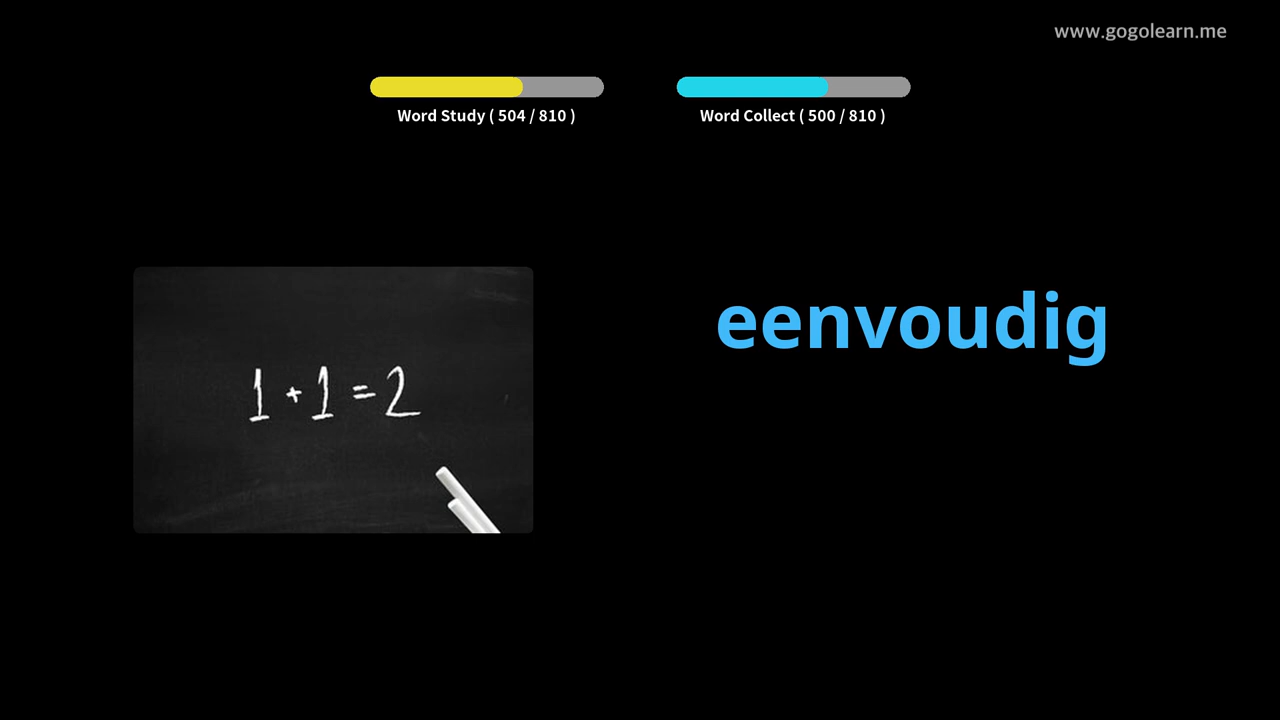 www.gogolearn.me
Word Study ( 504 / 810 )
Word Collect ( 500 / 810 )
eenvoudig
1 + 1 = 2